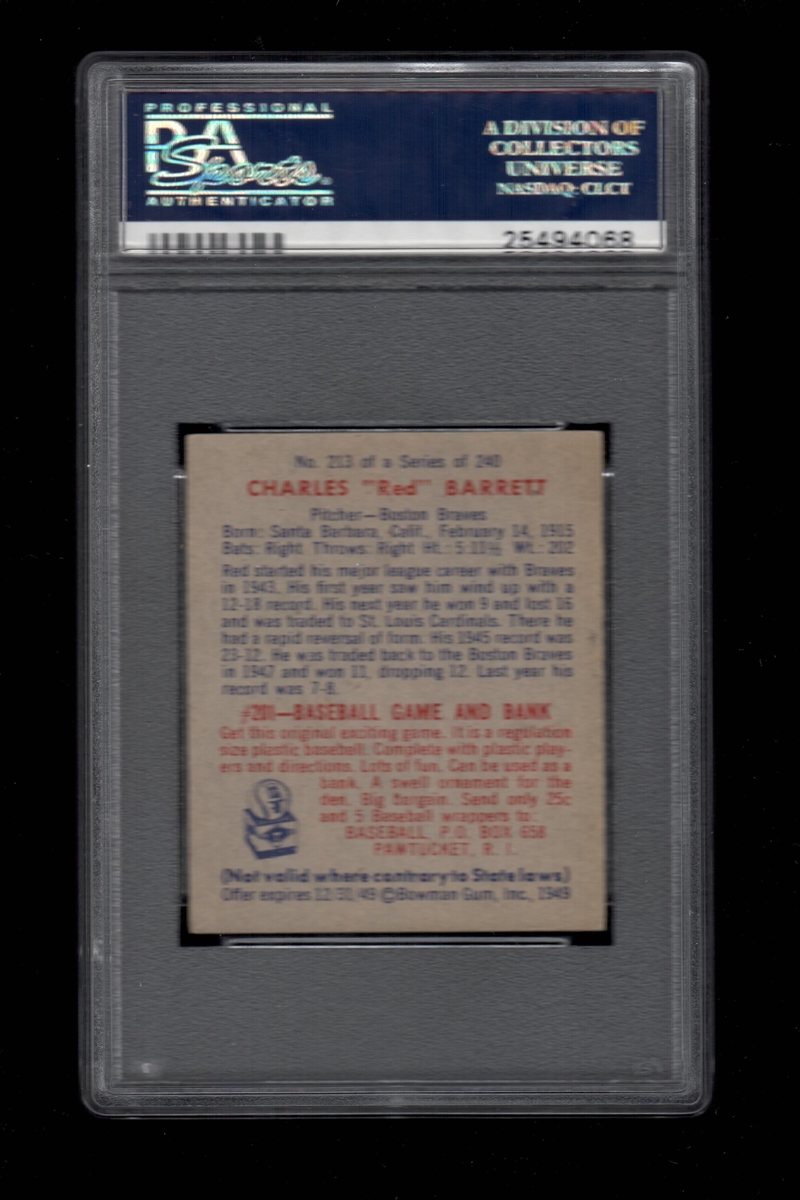 PROFESSIONAL
PSA
Sports
AUTHENTICATOR
A DIVISION OF
COLLECTORS
UNIVERSE
NASDAQ: CLCT
25494068
No. 213 of a Series of 240
CHARLES "Red" BARRETT
Pitcher—Boston Braves
Born: Santa Barbara, Calif., February 14, 1915
Bats: Right Throws: Right Ht.: 5:11½ Wt.: 202
Red started his major league career with Braves
in 1943. His first year saw him wind up with a
12-18 record. His next year he won 9 and lost 16
and was traded to St. Louis Cardinals. There he
had a rapid reversal of form. His 1945 record was
23-12. He was traded back to the Boston Braves
in 1947 and won 11, dropping 12. Last year his
record was 7-8.
#201—BASEBALL GAME AND BANK
Get this original exciting game. It is a regulation
size plastic baseball. Complete with plastic play-
ers and directions. Lots of fun. Can be used as a
bank. A swell ornament for the
den. Big bargain. Send only 25c
and 5 Baseball wrappers to:
BASEBALL, P.O. BOX 658
PAWTUCKET, R. I.
(Not valid where contrary to State laws)
Offer expires 12/31/49 ©Bowman Gum, Inc., 1949